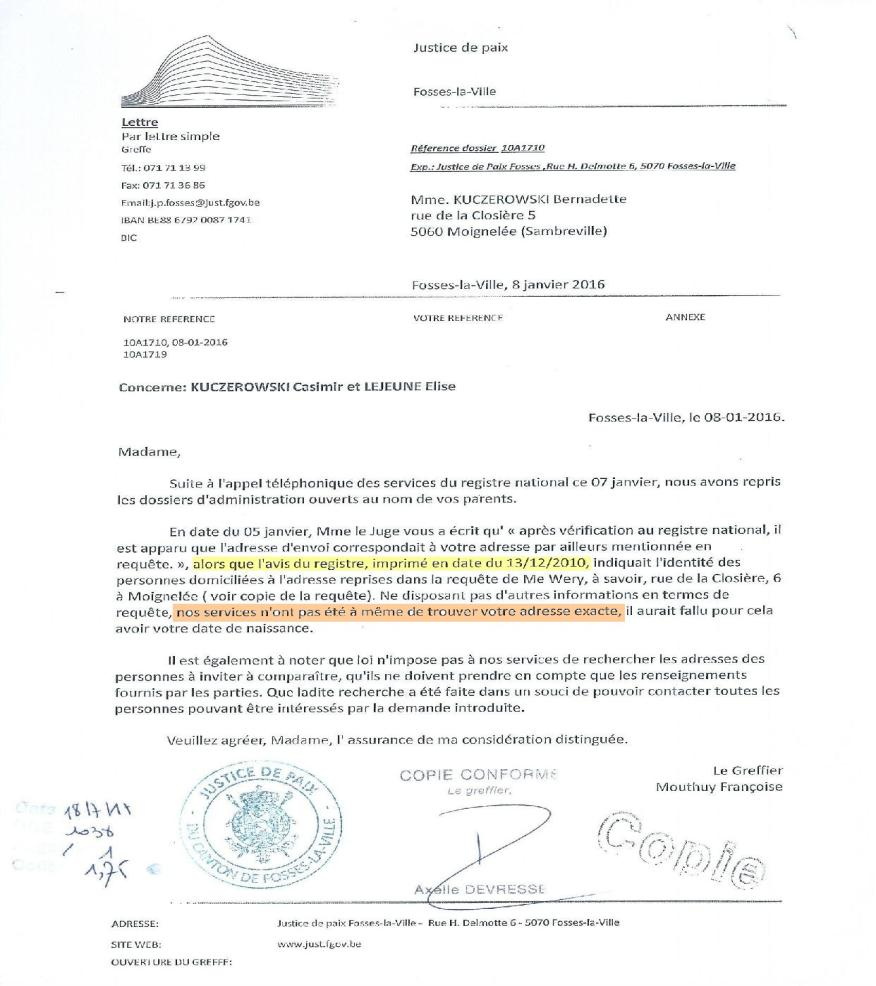 Justice de paix
Fosses-la-Ville
Lettre
Par lettre simple
Greffe
Tél.: 071 71 13 99
Fax: 071 71 36 86
Email:j.p.fosses@just.fgov.be
IBAN BE88 6792 0087 1741
BIC
Réference dossier 10A1710
Exp.: Justice de Paix Fosses ,Rue H. Delmotte 6, 5070 Fosses-la-Ville
Mme. KUCZEROWSKI Bernadette
rue de la Closière 5
5060 Moignelée (Sambreville)
Fosses-la-Ville, 8 janvier 2016
NOTRE REFERENCE VOTRE REFERENCE ANNEXE
10A1710, 08-01-2016
10A1719
Concerne: KUCZEROWSKI Casimir et LEJEUNE Elise
Fosses-la-Ville, le 08-01-2016.
Madame,
Suite à l'appel téléphonique des services du registre national ce 07 janvier, nous avons repris
les dossiers d'administration ouverts au nom de vos parents.
En date du 05 janvier, Mme le Juge vous a écrit qu' « après vérification au registre national, il
est apparu que l'adresse d'envoi correspondait à votre adresse par ailleurs mentionnée en
requête. », alors que l'avis du registre, imprimé en date du 13/12/2010, indiquait l'identité des
personnes domiciliées à l'adresse reprises dans la requête de Me Wery, à savoir, rue de la Closière, 6
à Moignelée ( voir copie de la requête). Ne disposant pas d'autres informations en termes de
requête, nos services n'ont pas été à même de trouver votre adresse exacte, il aurait fallu pour cela
avoir votre date de naissance.
Il est également à noter que loi n'impose pas à nos services de rechercher les adresses des
personnes à inviter à comparaître, qu'ils ne doivent prendre en compte que les renseignements
fournis par les parties. Que ladite recherche a été faite dans un souci de pouvoir contacter toutes les
personnes pouvant être intéressés par la demande introduite.
Veuillez agréer, Madame, l' assurance de ma considération distinguée.
Le Greffier
Mouthuy Françoise
COPIE CONFORME
Le greffier,
Axelle DEVRESSE
JUSTICE DE PAIX
DU CANTON DE FOSSES-LA-VILLE
Copie
1038
1
1,75
ADRESSE: Justice de paix Fosses-la-Ville – Rue H. Delmotte 6 - 5070 Fosses-la-Ville
SITE WEB: www.just.fgov.be
OUVERTURE DU GREFFE: